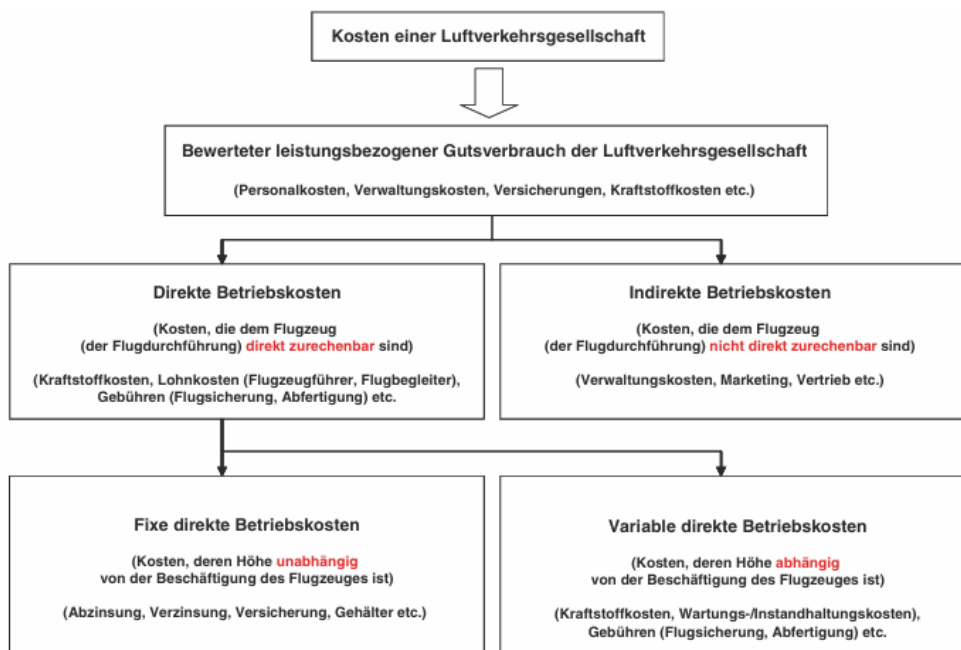 Kosten einer Luftverkehrsgesellschaft
Bewerteter leistungsbezogener Gutsverbrauch der Luftverkehrsgesellschaft
(Personalkosten, Verwaltungskosten, Versicherungen, Kraftstoffkosten etc.)
Direkte Betriebskosten
(Kosten, die dem Flugzeug
(der Flugdurchführung) direkt zurechenbar sind)
(Kraftstoffkosten, Lohnkosten (Flugzeugführer, Flugbegleiter),
Gebühren (Flugsicherung, Abfertigung) etc.
Indirekte Betriebskosten
(Kosten, die dem Flugzeug
(der Flugdurchführung) nicht direkt zurechenbar sind)
(Verwaltungskosten, Marketing, Vertrieb etc.)
Fixe direkte Betriebskosten
(Kosten, deren Höhe unabhängig
von der Beschäftigung des Flugzeuges ist)
(Abzinsung, Verzinsung, Versicherung, Gehälter etc.)
Variable direkte Betriebskosten
(Kosten, deren Höhe abhängig
von der Beschäftigung des Flugzeuges ist)
(Kraftstoffkosten, Wartungs-/Instandhaltungskosten),
Gebühren (Flugsicherung, Abfertigung) etc.